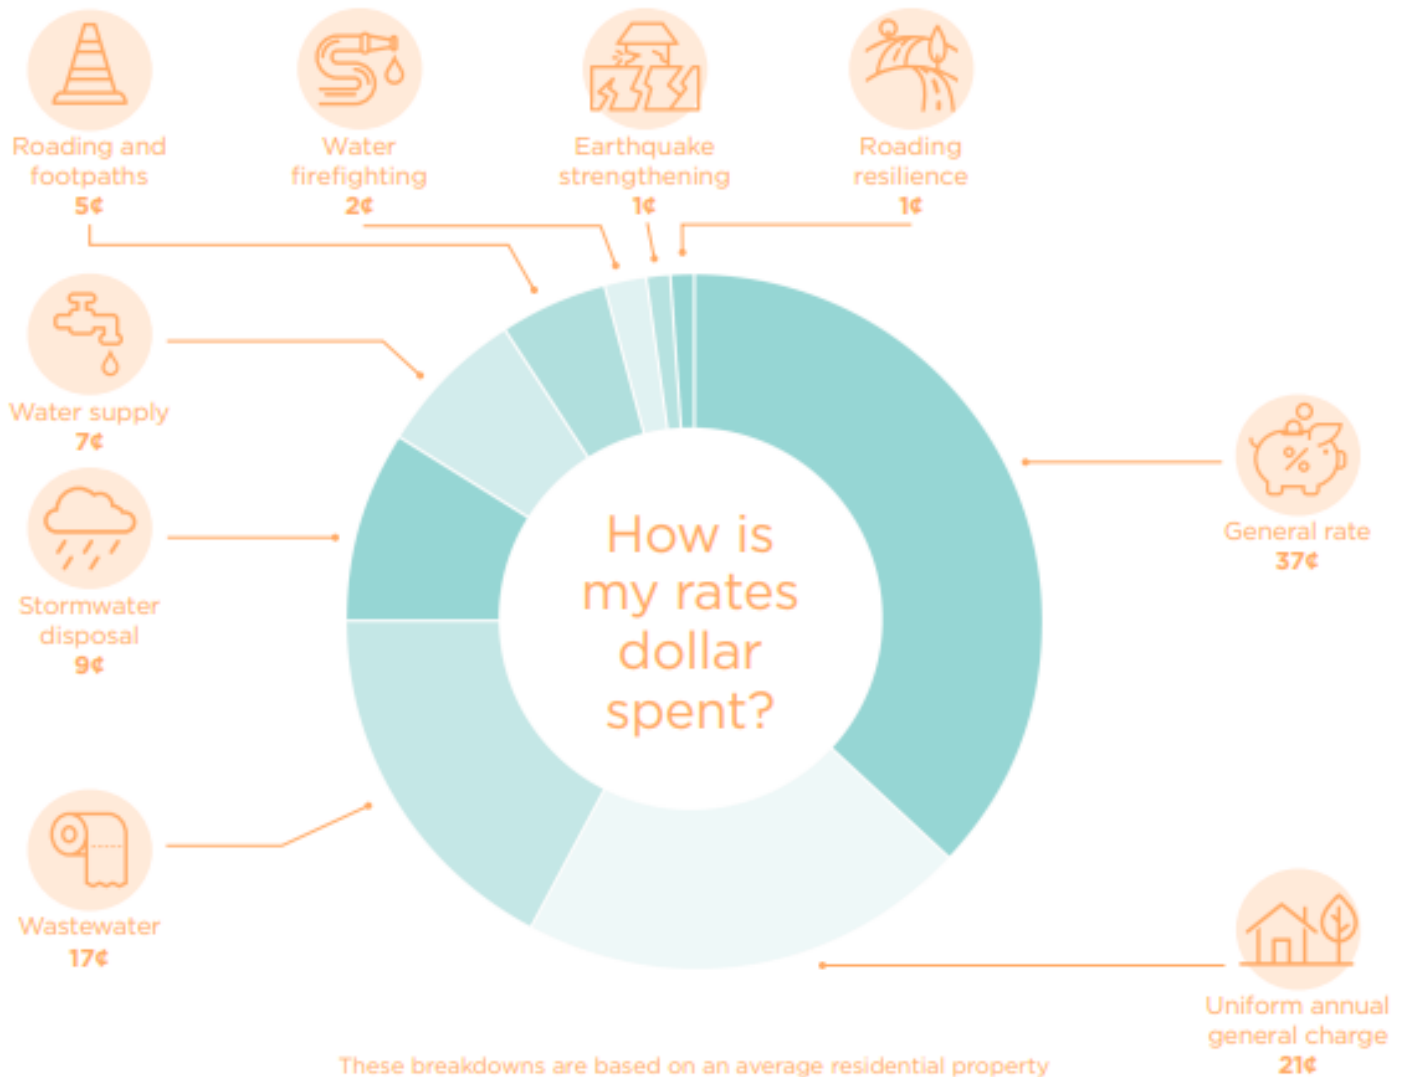 Roading and
footpaths
5¢
Water
firefighting
2¢
Earthquake
strengthening
1¢
Roading
resilience
1¢
Water supply
7¢
Stormwater
disposal
9¢
Wastewater
17¢
How is
my rates
dollar
spent?
%
General rate
37¢
Uniform annual
general charge
21¢
These breakdowns are based on an average residential property